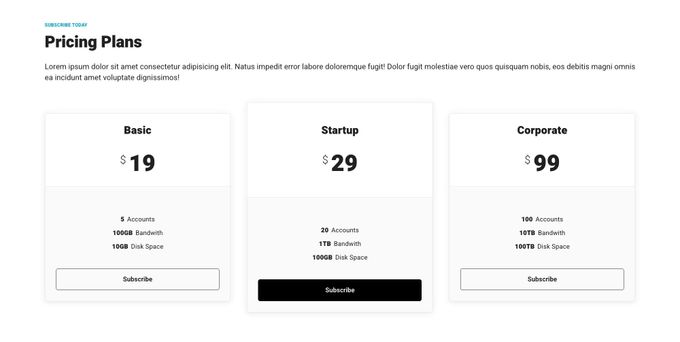 SUBSCRIBE TODAY
Pricing Plans
Lorem ipsum dolor sit amet consectetur adipisicing elit. Natus impedit error labore doloremque fugit! Dolor fugit molestiae vero quos quisquam nobis, eos debitis magni omnis
ea incidunt amet voluptate dignissimos!
Basic
$ 19
5 Accounts
100GB Bandwith
10GB Disk Space
Subscribe
Startup
$ 29
20 Accounts
1TB Bandwith
100GB Disk Space
Subscribe
Corporate
$ 99
100 Accounts
10TB Bandwith
100TB Disk Space
Subscribe